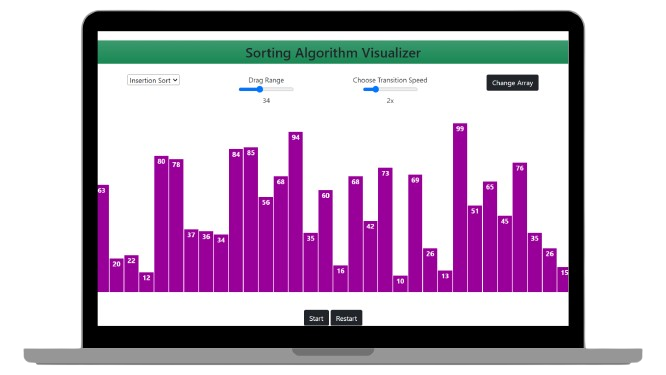 Sorting Algorithm Visualizer
Insertion Sort
Drag Range
34
Choose Transition Speed
2x
Change Array
63 20 22 12 80 78 37 36 34 84 85 56 68 94 35 60 16 68 42 73 10 69 26 13 99 51 65 45 76 35 26 15
Start Restart